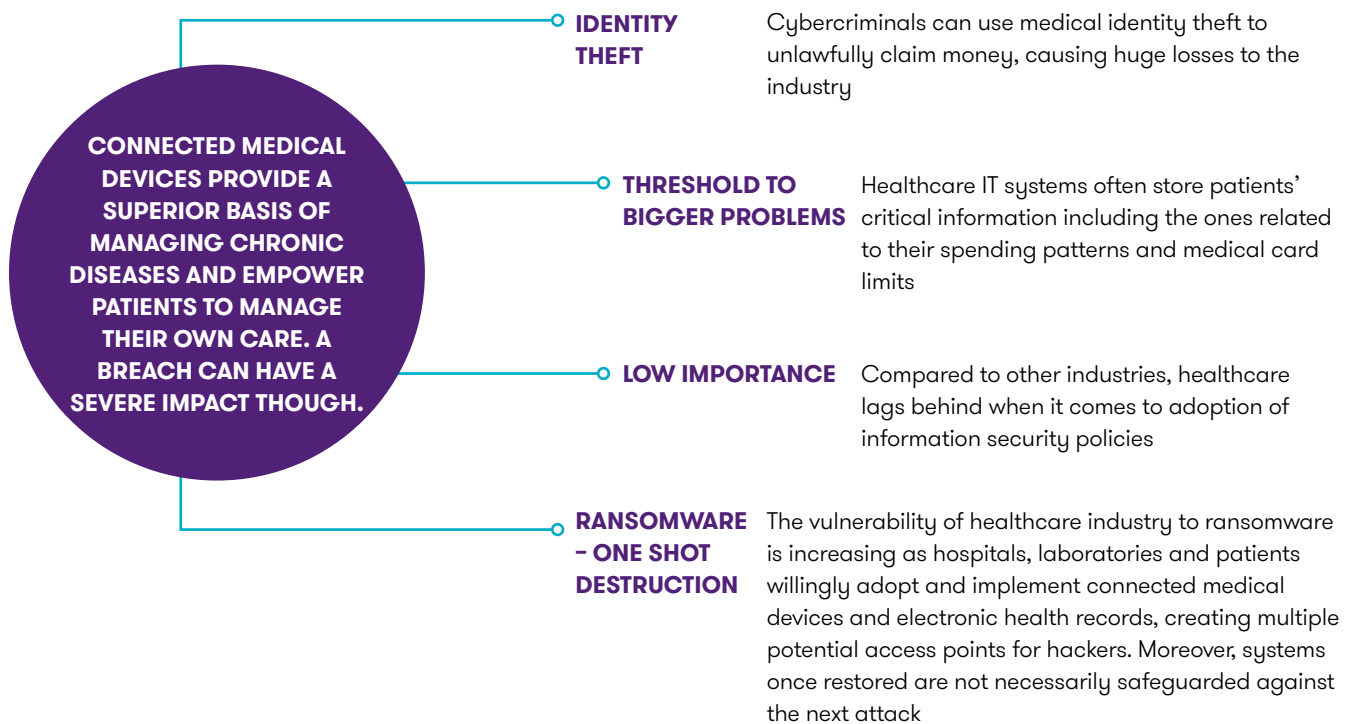 CONNECTED MEDICAL
DEVICES PROVIDE A
SUPERIOR BASIS OF
MANAGING CHRONIC
DISEASES AND EMPOWER
PATIENTS TO MANAGE
THEIR OWN CARE. A
BREACH CAN HAVE A
SEVERE IMPACT THOUGH.
IDENTITY
THEFT
Cybercriminals can use medical identity theft to
unlawfully claim money, causing huge losses to the
industry
THRESHOLD TO
BIGGER PROBLEMS
Healthcare IT systems often store patients’
critical information including the ones related
to their spending patterns and medical card
limits
LOW IMPORTANCE
Compared to other industries, healthcare
lags behind when it comes to adoption of
information security policies
RANSOMWARE
– ONE SHOT
DESTRUCTION
The vulnerability of healthcare industry to ransomware
is increasing as hospitals, laboratories and patients
willingly adopt and implement connected medical
devices and electronic health records, creating multiple
potential access points for hackers. Moreover, systems
once restored are not necessarily safeguarded against
the next attack